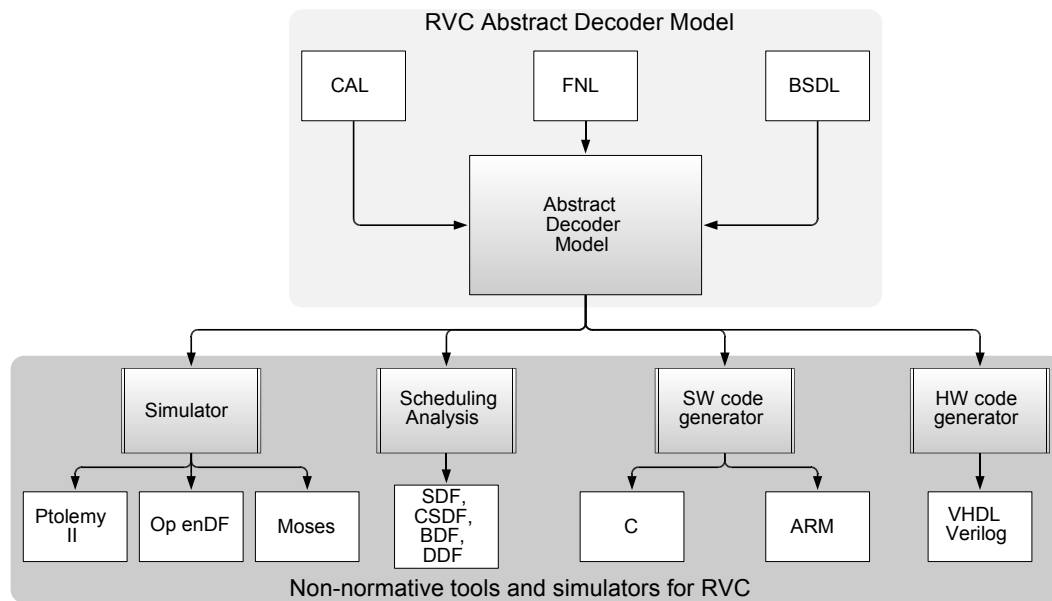 RVC Abstract Decoder Model
CAL
FNL
BSDL
Abstract
Decoder
Model
Simulator
Scheduling
Analysis
SW code
generator
HW code
generator
Ptolemy
II
Op enDF
Moses
SDF,
CSDF,
BDF,
DDF
C
ARM
VHDL
Verilog
Non-normative tools and simulators for RVC